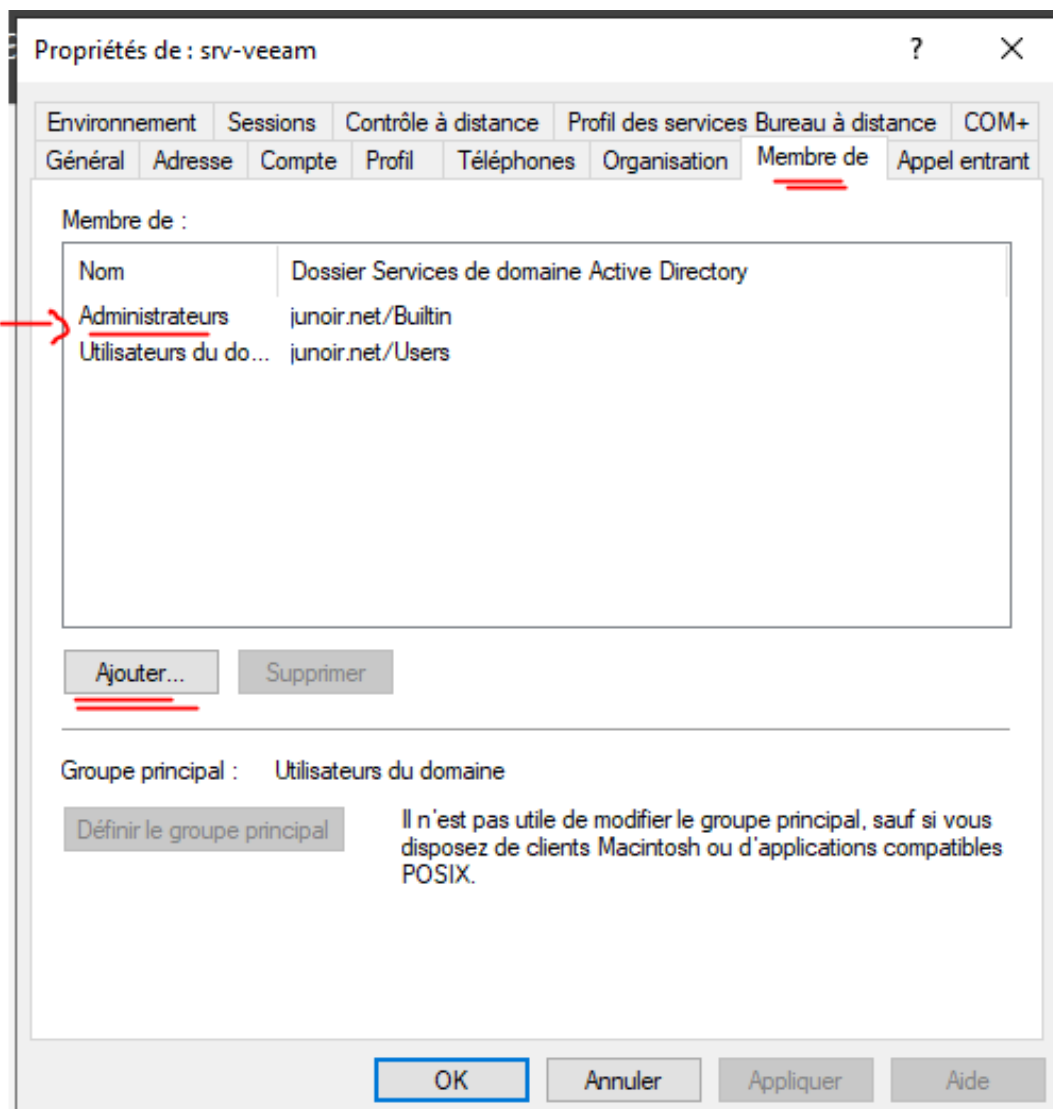 Propriétés de : srv-veeam ? X
Environnement Sessions Contrôle à distance Profil des services Bureau à distance COM+
Général Adresse Compte Profil Téléphones Organisation Membre de Appel entrant
Membre de :
Nom Dossier Services de domaine Active Directory
Administrateurs junoir.net/Builtin
Utilisateurs du do... junoir.net/Users
Ajouter... Supprimer
Groupe principal : Utilisateurs du domaine
Définir le groupe principal
Il n'est pas utile de modifier le groupe principal, sauf si vous
disposez de clients Macintosh ou d'applications compatibles
POSIX.
OK Annuler Appliquer Aide